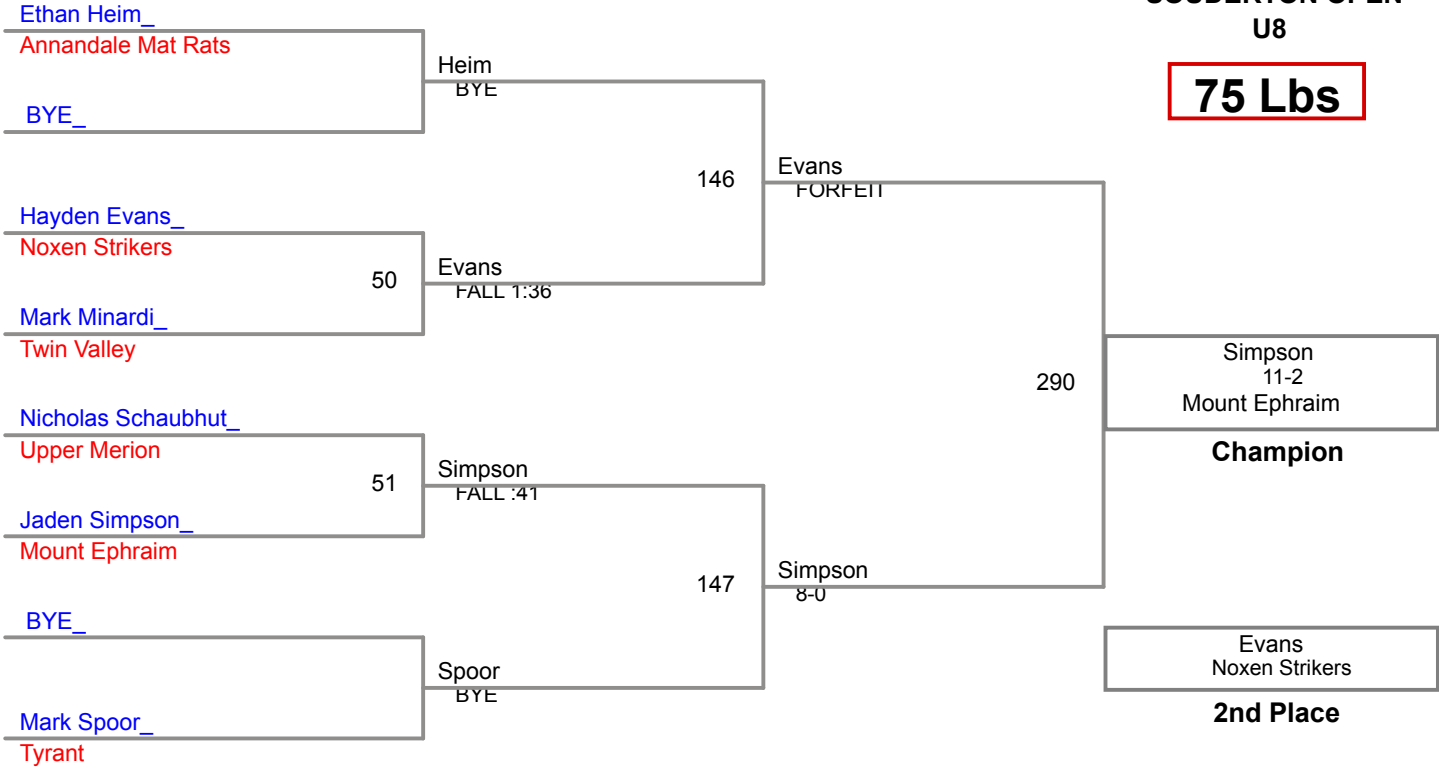 Ethan Heim_
Annandale Mat Rats
BYE_
Hayden Evans_
Noxen Strikers
Mark Minardi_
Twin Valley
Nicholas Schaubhut_
Upper Merion
Jaden Simpson_
Mount Ephraim
BYE_
Mark Spoor_
Tyrant
Heim
BYE
50
Evans
FALL 1:36
51
Simpson
FALL :41
Spoor
BYE
146
Evans
FORFEIT
147
Simpson
8-0
290
SOUDERTON OPEN
U8
75 Lbs
Simpson
11-2
Mount Ephraim
Champion
Evans
Noxen Strikers
2nd Place